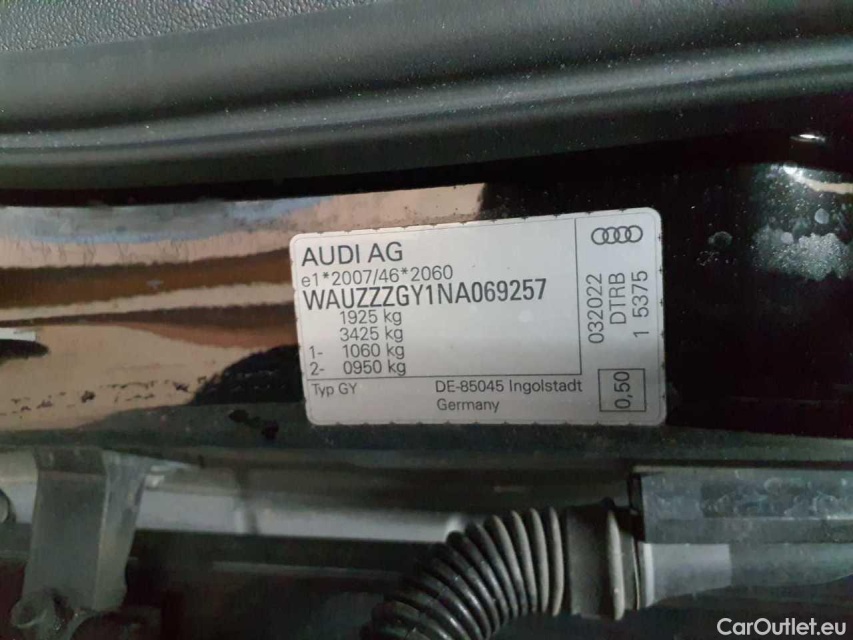 AUDI AG
e1*2007/46*2060
WAUZZZGY1NA069257
1925 kg
3425 kg
1- 1060 kg
2- 0950 kg
Typ GY
DE-85045 Ingolstadt
Germany
032022
DTRB
1 5375
0,50
CarOutlet.eu